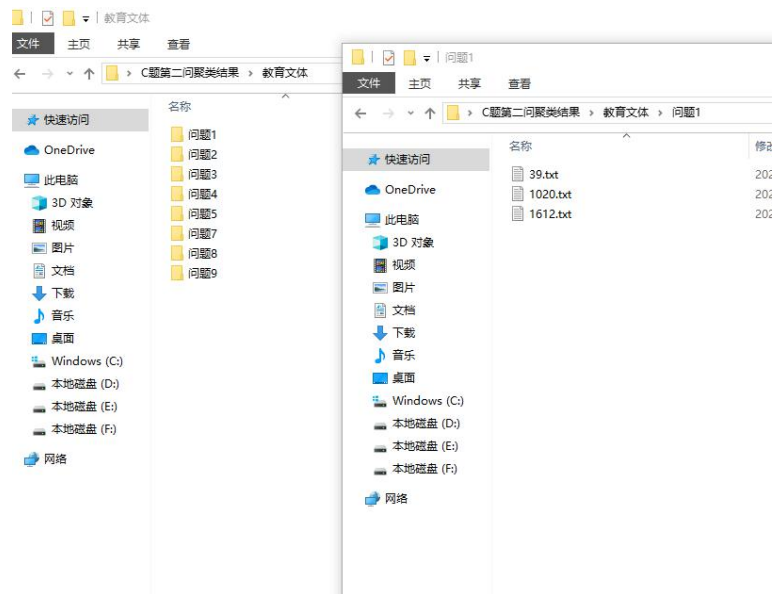 教育文体
文件 主页 共享 查看
C题第二问聚类结果 › 教育文体
名称
快速访问
OneDrive
此电脑
3D 对象
视频
图片
文档
下载
音乐
桌面
Windows (C:)
本地磁盘 (D:)
本地磁盘 (E:)
本地磁盘 (F:)
网络
问题1
问题2
问题3
问题4
问题5
问题7
问题8
问题9
问题1
文件 主页 共享 查看
C题第二问聚类结果 › 教育文体 › 问题1
名称
快速访问
OneDrive
此电脑
3D 对象
视频
图片
文档
下载
音乐
桌面
Windows (C:)
本地磁盘 (D:)
本地磁盘 (E:)
本地磁盘 (F:)
网络
39.txt 202
1020.txt 202
1612.txt 202